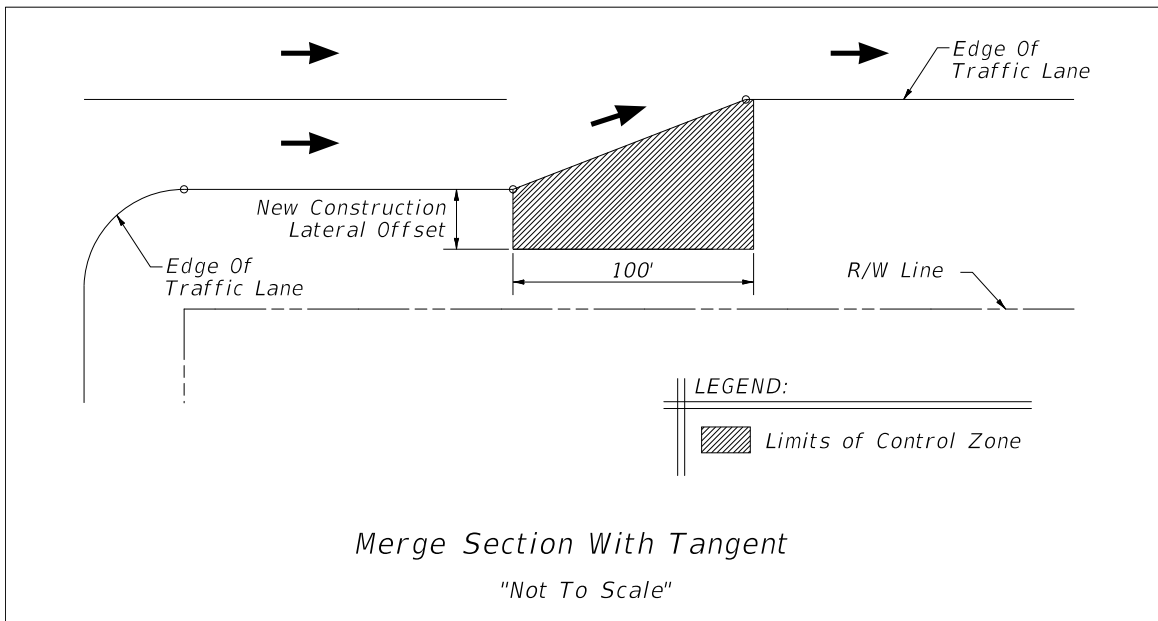 Edge Of
Traffic Lane
New Construction
Lateral Offset
100'
Edge Of
Traffic Lane
R/W Line
LEGEND:
Limits of Control Zone
Merge Section With Tangent
"Not To Scale"